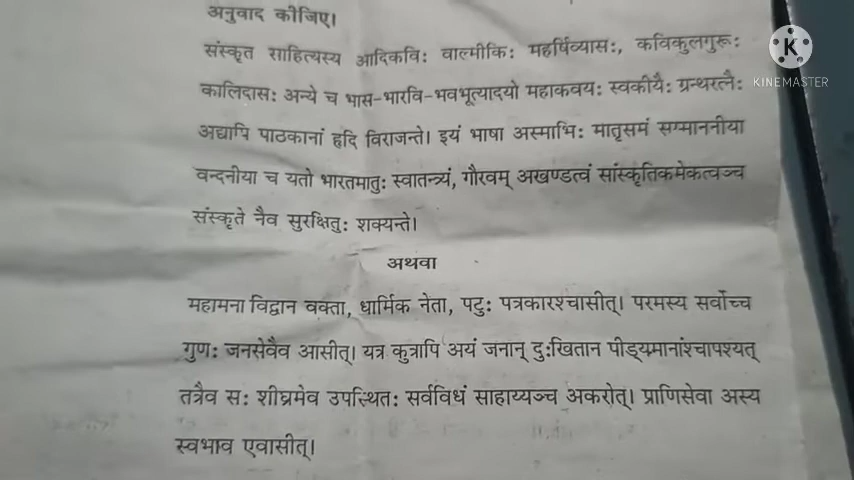 अनुवाद कीजिए।
संस्कृत साहित्यस्य आदिकविः वाल्मीकिः महर्षिव्यासः, कविकुलगुरूः
कालिदासः अन्ये च भास-भारवि-भवभूत्यादयो महाकवयः स्वकीयैः ग्रन्थरत्नैः
अद्यापि पाठकानां हृदि विराजन्ते। इयं भाषा अस्माभिः मातृसमं सम्माननीया
वन्दनीया च यतो भारतमातुः स्वातन्त्र्यं, गौरवम् अखण्डत्वं सांस्कृतिकमेकत्वञ्च
संस्कृते नैव सुरक्षितुः शक्यन्ते।
अथवा
महामना विद्वान वक्ता, धार्मिक नेता, पटुः पत्रकारश्चासीत्। परमस्य सर्वोच्च
गुणः जनसेवैव आसीत्। यत्र कुत्रापि अयं जनान् दुःखितान पीड्यमानांश्चापश्यत्
तत्रैव सः शीघ्रमेव उपस्थितः सर्वविधं साहाय्यञ्च अकरोत्। प्राणिसेवा अस्य
स्वभाव एवासीत्।
K
KINEMASTER